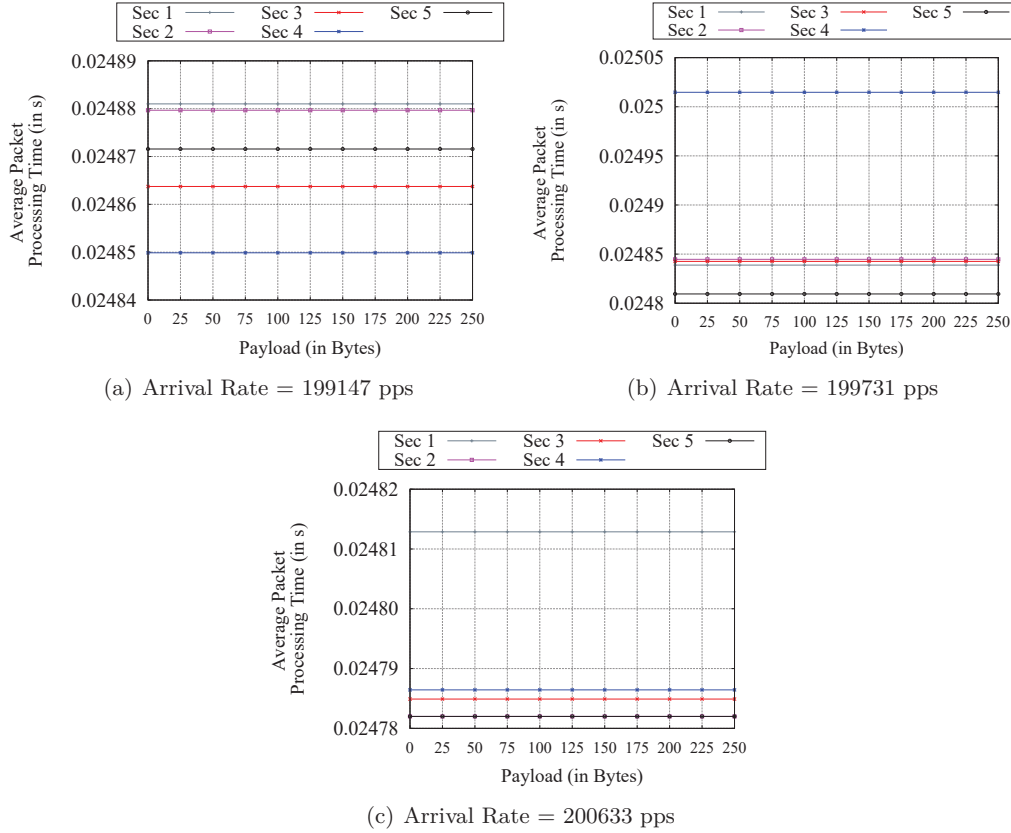 Sec 1 Sec 3 Sec 5
Sec 2 Sec 4
0.02489
0.02488
0.02487
0.02486
0.02485
0.02484
Average Packet
Processing Time (in s)
0 25 50 75 100 125 150 175 200 225 250
Payload (in Bytes)
(a) Arrival Rate = 199147 pps
Sec 1 Sec 3 Sec 5
Sec 2 Sec 4
0.02505
0.025
0.02495
0.0249
0.02485
0.0248
Average Packet
Processing Time (in s)
0 25 50 75 100 125 150 175 200 225 250
Payload (in Bytes)
(b) Arrival Rate = 199731 pps
Sec 1 Sec 3 Sec 5
Sec 2 Sec 4
0.02482
0.02481
0.02480
0.02479
0.02478
Average Packet
Processing Time (in s)
0 25 50 75 100 125 150 175 200 225 250
Payload (in Bytes)
(c) Arrival Rate = 200633 pps